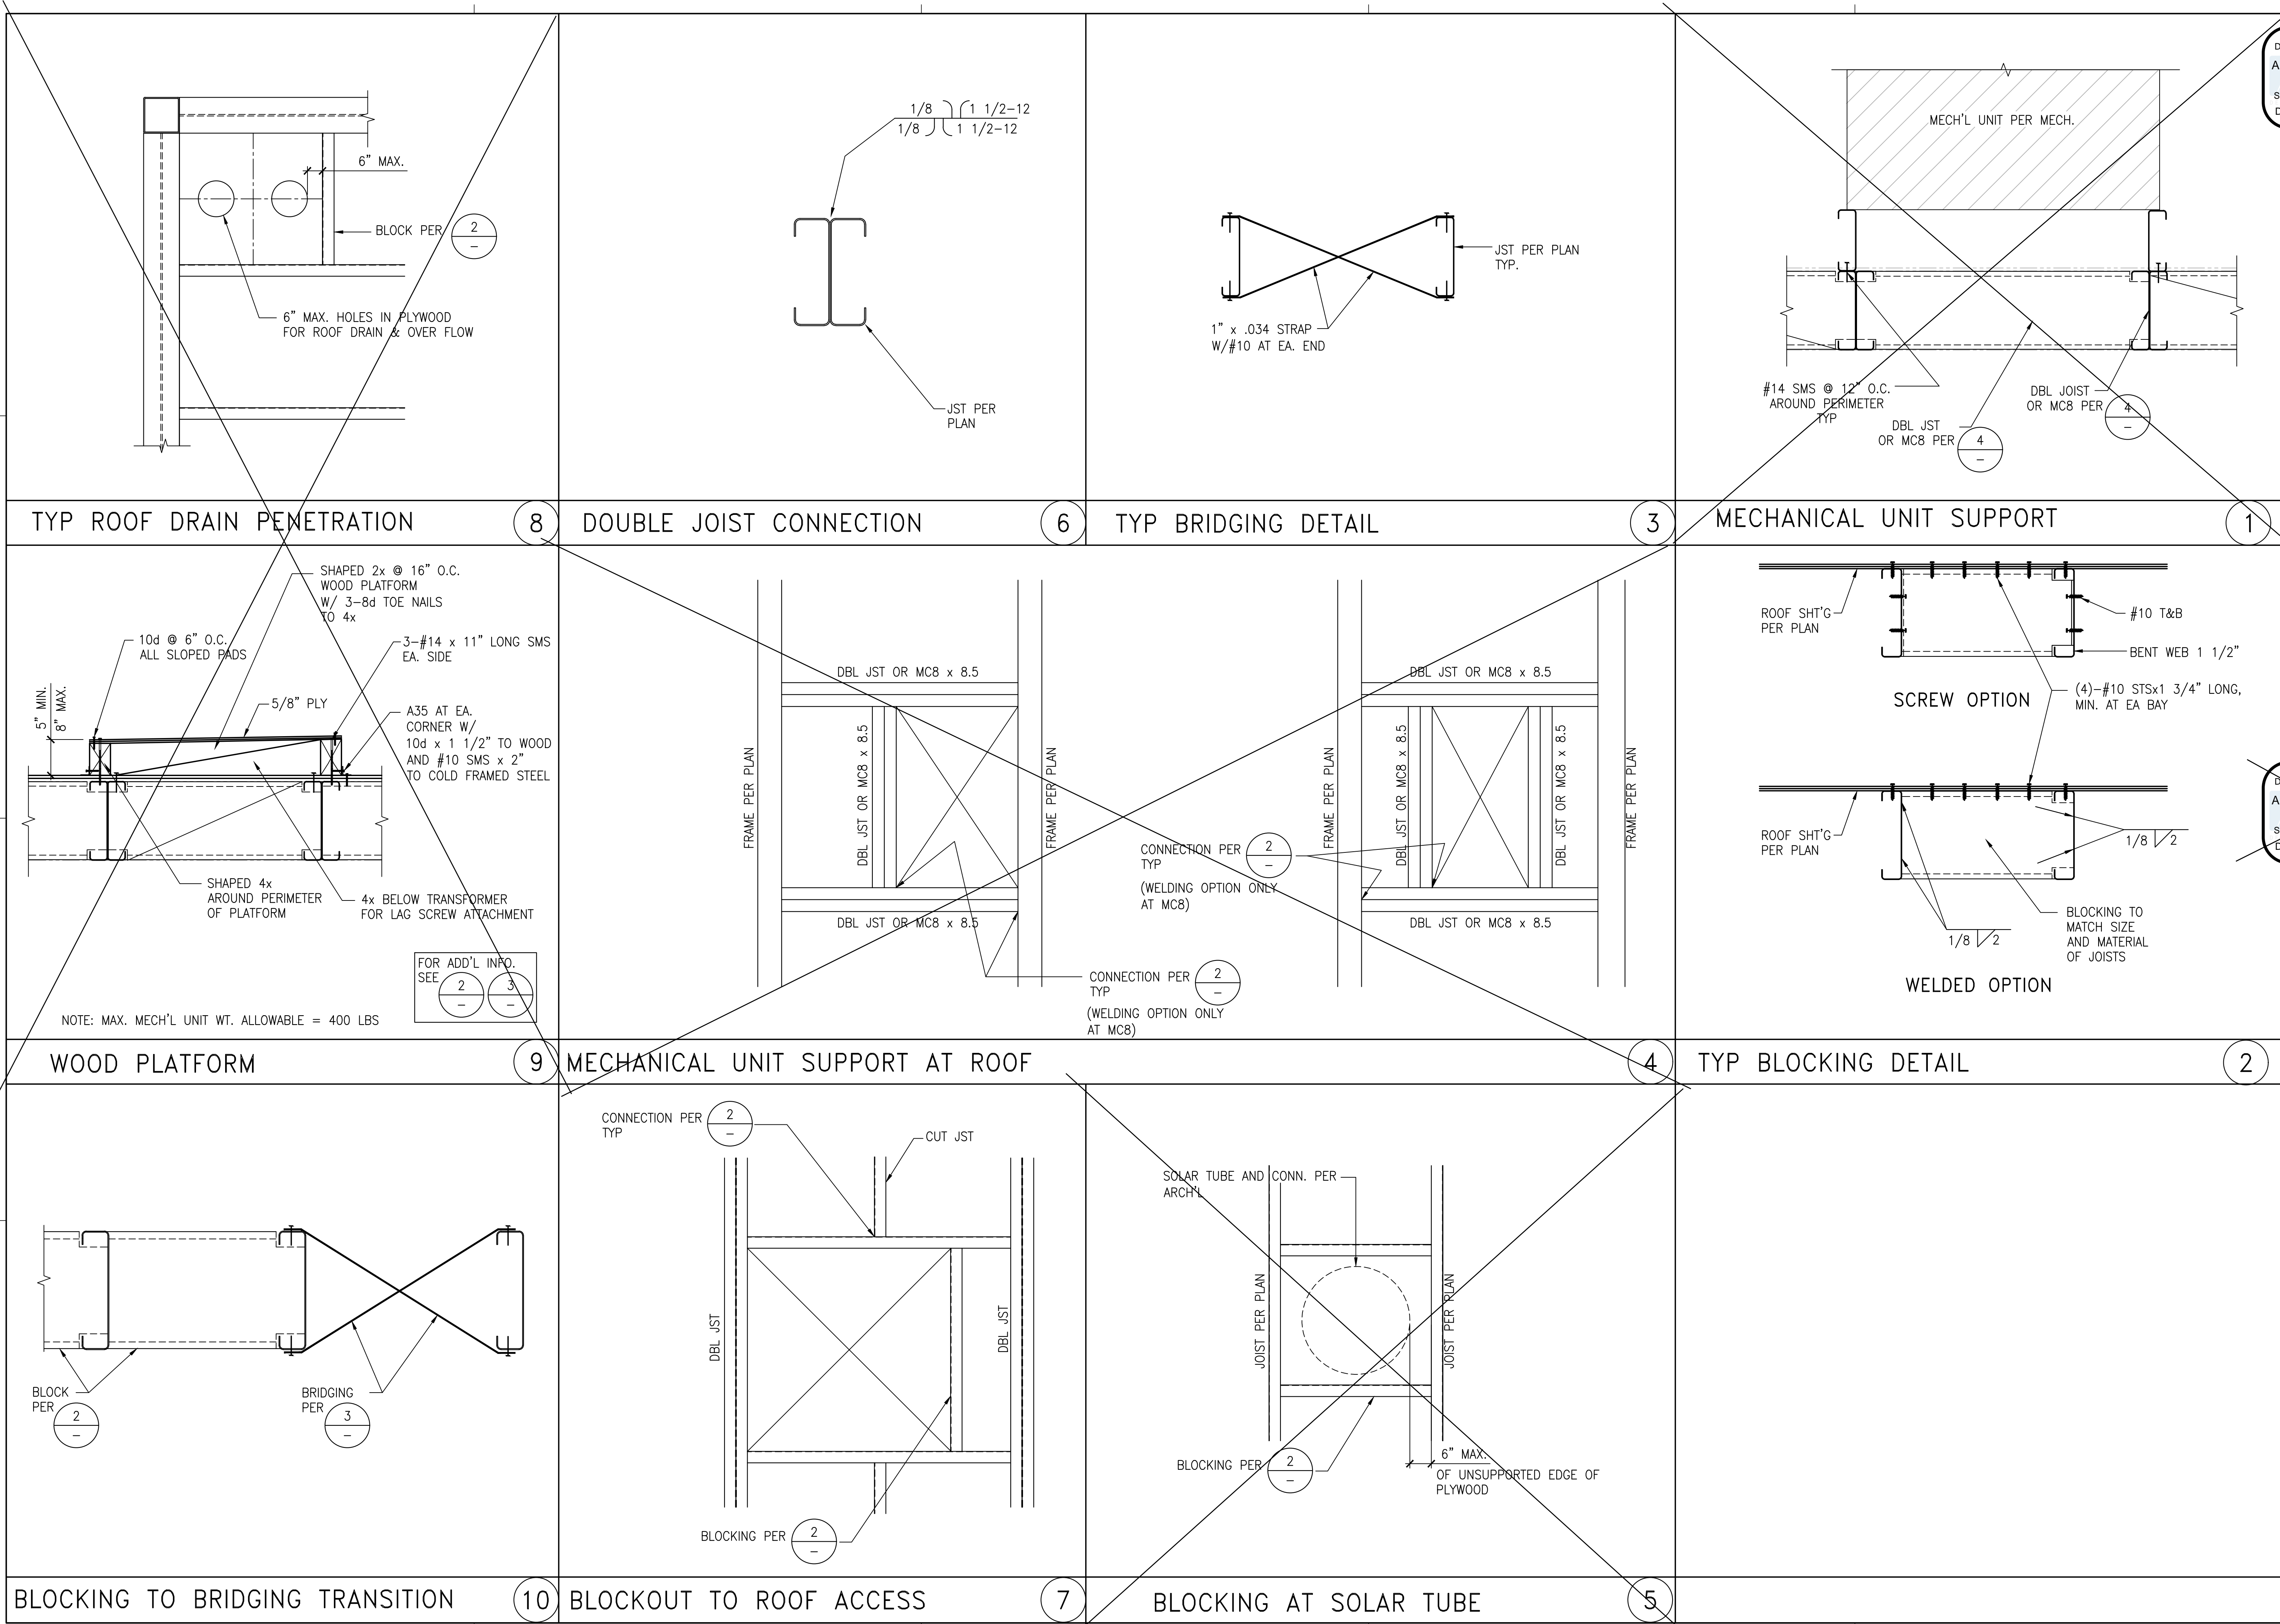 1/8 1 1/2-12
1/8 1 1/2-12
6" MAX.
BLOCK PER 2
–
6" MAX. HOLES IN PLYWOOD
FOR ROOF DRAIN & OVER FLOW
TYP ROOF DRAIN PENETRATION 8
JST PER
PLAN
DOUBLE JOIST CONNECTION 6
JST PER PLAN
TYP.
1" x .034 STRAP
W/#10 AT EA. END
TYP BRIDGING DETAIL 3
MECH'L UNIT PER MECH.
#14 SMS @ 12" O.C.
AROUND PERIMETER
TYP
DBL JST
OR MC8 PER 4
–
DBL JOIST
OR MC8 PER 4
–
MECHANICAL UNIT SUPPORT 1
SHAPED 2x @ 16" O.C.
WOOD PLATFORM
W/ 3-8d TOE NAILS
TO 4x
10d @ 6" O.C.
ALL SLOPED PADS
3-#14 x 11" LONG SMS
EA. SIDE
5" MIN.
8" MAX.
5/8" PLY
A35 AT EA.
CORNER W/
10d x 1 1/2" TO WOOD
AND #10 SMS x 2"
TO COLD FRAMED STEEL
SHAPED 4x
AROUND PERIMETER
OF PLATFORM
4x BELOW TRANSFORMER
FOR LAG SCREW ATTACHMENT
FOR ADD'L INFO.
SEE 2 3
– –
NOTE: MAX. MECH'L UNIT WT. ALLOWABLE = 400 LBS
WOOD PLATFORM 9
FRAME PER PLAN
DBL JST OR MC8 x 8.5
DBL JST OR MC8 x 8.5
DBL JST OR MC8 x 8.5
FRAME PER PLAN
CONNECTION PER 2
TYP –
(WELDING OPTION ONLY
AT MC8)
CONNECTION PER 2
TYP –
(WELDING OPTION ONLY
AT MC8)
FRAME PER PLAN
DBL JST OR MC8 x 8.5
DBL JST OR MC8 x 8.5
DBL JST OR MC8 x 8.5
DBL JST OR MC8 x 8.5
FRAME PER PLAN
MECHANICAL UNIT SUPPORT AT ROOF 4
ROOF SHT'G
PER PLAN
#10 T&B
BENT WEB 1 1/2"
SCREW OPTION
(4)-#10 STSx1 3/4" LONG,
MIN. AT EA BAY
ROOF SHT'G
PER PLAN
1/8 2
1/8 2
BLOCKING TO
MATCH SIZE
AND MATERIAL
OF JOISTS
WELDED OPTION
TYP BLOCKING DETAIL 2
BLOCK
PER 2
–
BRIDGING
PER 3
–
BLOCKING TO BRIDGING TRANSITION 10
CONNECTION PER 2
TYP –
CUT JST
DBL JST
DBL JST
BLOCKING PER 2
–
BLOCKOUT TO ROOF ACCESS 7
SOLAR TUBE AND CONN. PER
ARCH'L
JOIST PER PLAN
JOIST PER PLAN
BLOCKING PER 2
–
6" MAX.
OF UNSUPPORTED EDGE OF
PLYWOOD
BLOCKING AT SOLAR TUBE 5